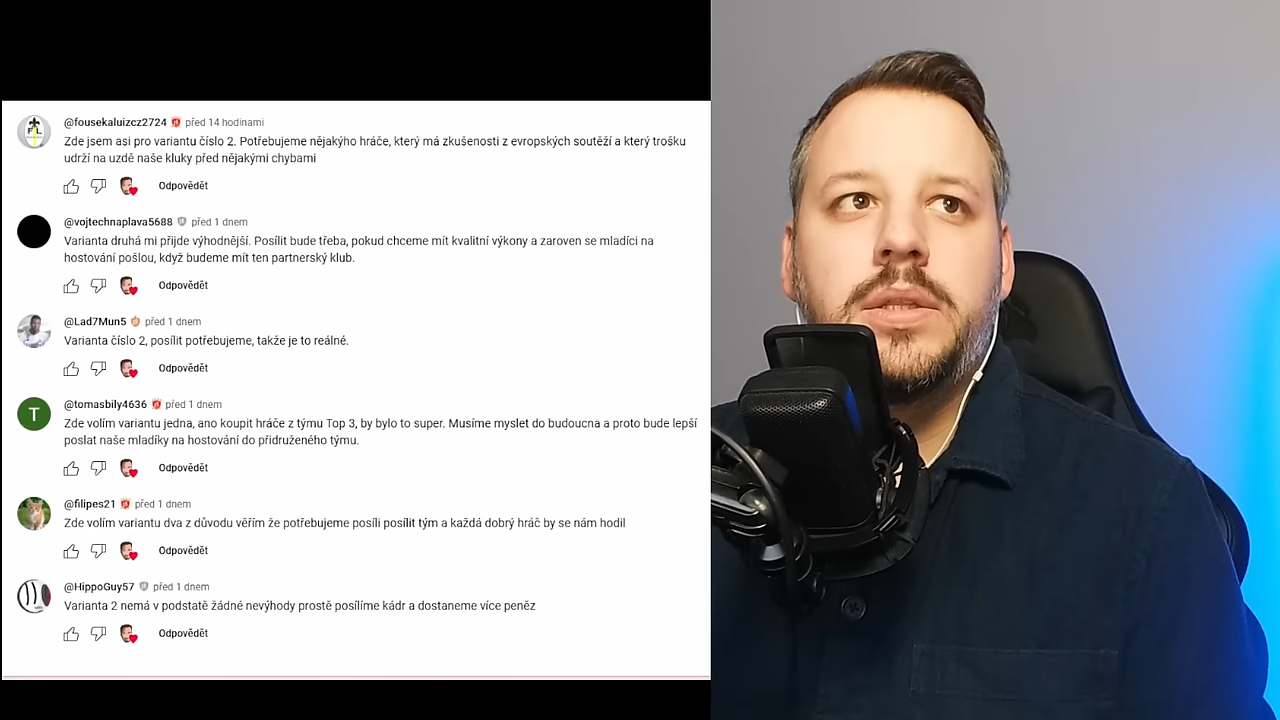 @fousekaluizcz2724 před 14 hodinami
Zde jsem asi pro variantu číslo 2. Potřebujeme nějakýho hráče, který má zkušenosti z evropských soutěží a který trošku
udrží na uzdě naše kluky před nějakými chybami
Odpovědět
@vojtechnaplava5688 před 1 dnem
Varianta druhá mi přijde výhodnější. Posílit bude třeba, pokud chceme mít kvalitní výkony a zaroven se mladíci na
hostování pošlou, když budeme mít ten partnerský klub.
Odpovědět
@Lad7Mun5 před 1 dnem
Varianta číslo 2, posílit potřebujeme, takže je to reálné.
Odpovědět
T
@tomasbily4636 před 1 dnem
Zde volím variantu jedna, ano koupit hráče z týmu Top 3, by bylo to super. Musíme myslet do budoucna a proto bude lepší
poslat naše mladíky na hostování do přidruženého týmu.
Odpovědět
@filipes21 před 1 dnem
Zde volím variantu dva z důvodu věřím že potřebujeme posíli posílit tým a každá dobrý hráč by se nám hodil
Odpovědět
@HippoGuy57 před 1 dnem
Varianta 2 nemá v podstatě žádné nevýhody prostě posílíme kádr a dostaneme více peněz
Odpovědět